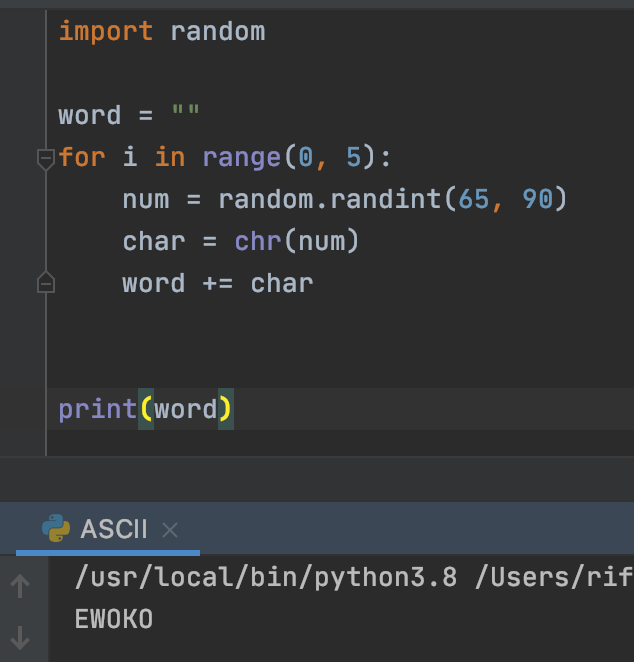 import random
word = ""
for i in range(0, 5):
    num = random.randint(65, 90)
    char = chr(num)
    word += char
print(word)
ASCII
/usr/local/bin/python3.8 /Users/rif
EWOKO